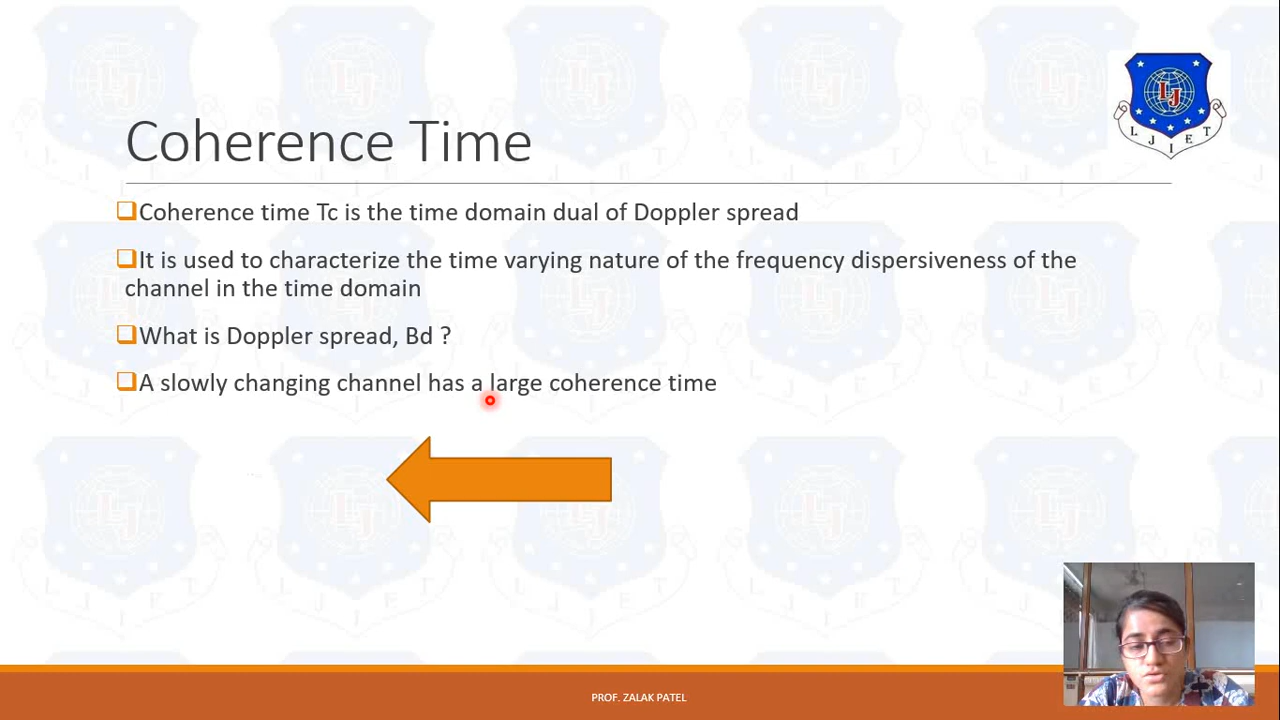 LJIET
Coherence Time
Coherence time Tc is the time domain dual of Doppler spread
It is used to characterize the time varying nature of the frequency dispersiveness of the
channel in the time domain
What is Doppler spread, Bd ?
A slowly changing channel has a large coherence time
PROF. ZALAK PATEL